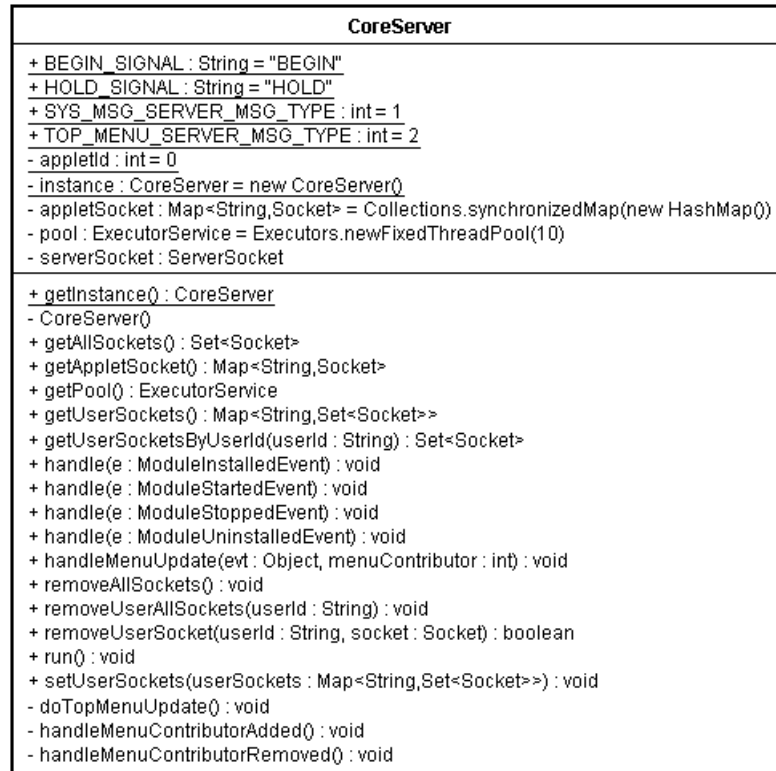 CoreServer
+ BEGIN_SIGNAL : String = "BEGIN"
+ HOLD_SIGNAL : String = "HOLD"
+ SYS_MSG_SERVER_MSG_TYPE : int = 1
+ TOP_MENU_SERVER_MSG_TYPE : int = 2
- appletId : int = 0
- instance : CoreServer = new CoreServer()
- appletSocket : Map<String,Socket> = Collections.synchronizedMap(new HashMap())
- pool : ExecutorService = Executors.newFixedThreadPool(10)
- serverSocket : ServerSocket
+ getInstance() : CoreServer
- CoreServer()
+ getAllSockets() : Set<Socket>
+ getAppletSocket() : Map<String,Socket>
+ getPool() : ExecutorService
+ getUserSockets() : Map<String,Set<Socket>>
+ getUserSocketsByUserId(userId : String) : Set<Socket>
+ handle(e : ModuleInstalledEvent) : void
+ handle(e : ModuleStartedEvent) : void
+ handle(e : ModuleStoppedEvent) : void
+ handle(e : ModuleUninstalledEvent) : void
+ handleMenuUpdate(evt : Object, menuContributor : int) : void
+ removeAllSockets() : void
+ removeUserAllSockets(userId : String) : void
+ removeUserSocket(userId : String, socket : Socket) : boolean
+ run() : void
+ setUserSockets(userSockets : Map<String,Set<Socket>>) : void
- doTopMenuUpdate() : void
- handleMenuContributorAdded() : void
- handleMenuContributorRemoved() : void